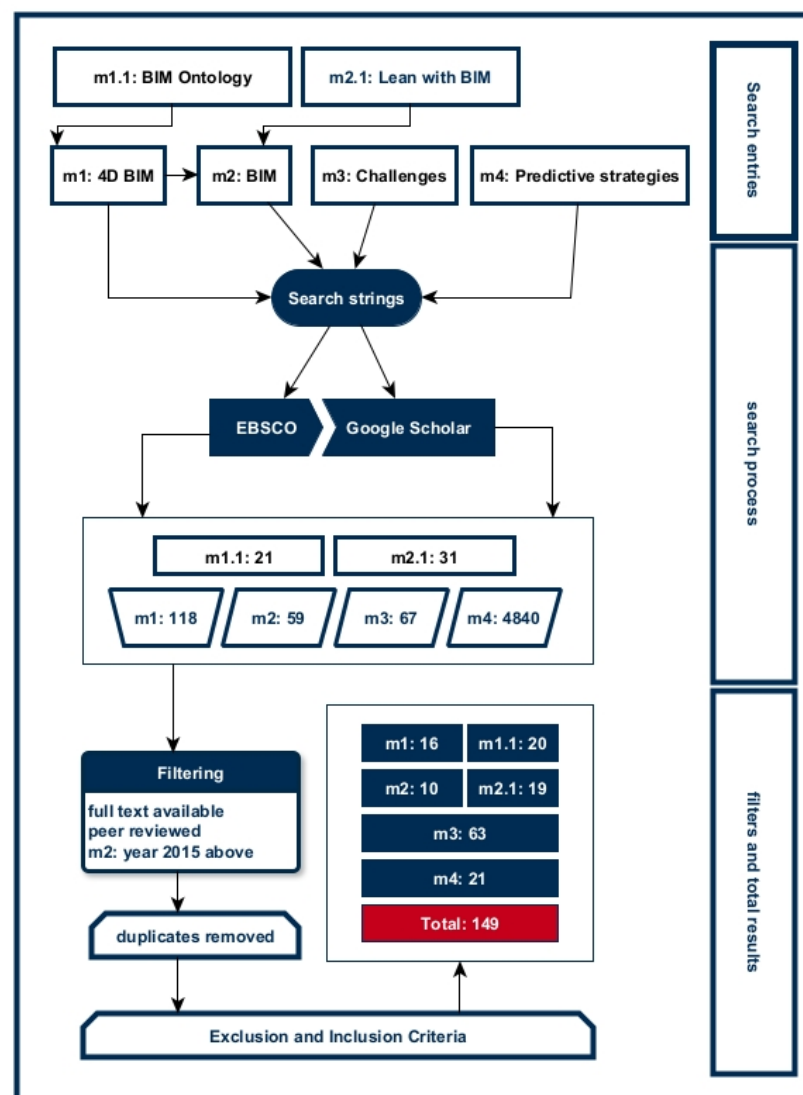 m1.1: BIM Ontology
m2.1: Lean with BIM
m1: 4D BIM
m2: BIM
m3: Challenges
m4: Predictive strategies
Search entries
Search strings
EBSCO
Google Scholar
search process
m1.1: 21
m2.1: 31
m1: 118
m2: 59
m3: 67
m4: 4840
Filtering
full text available
peer reviewed
m2: year 2015 above
duplicates removed
Exclusion and Inclusion Criteria
m1: 16
m1.1: 20
m2: 10
m2.1: 19
m3: 63
m4: 21
Total: 149
filters and total results